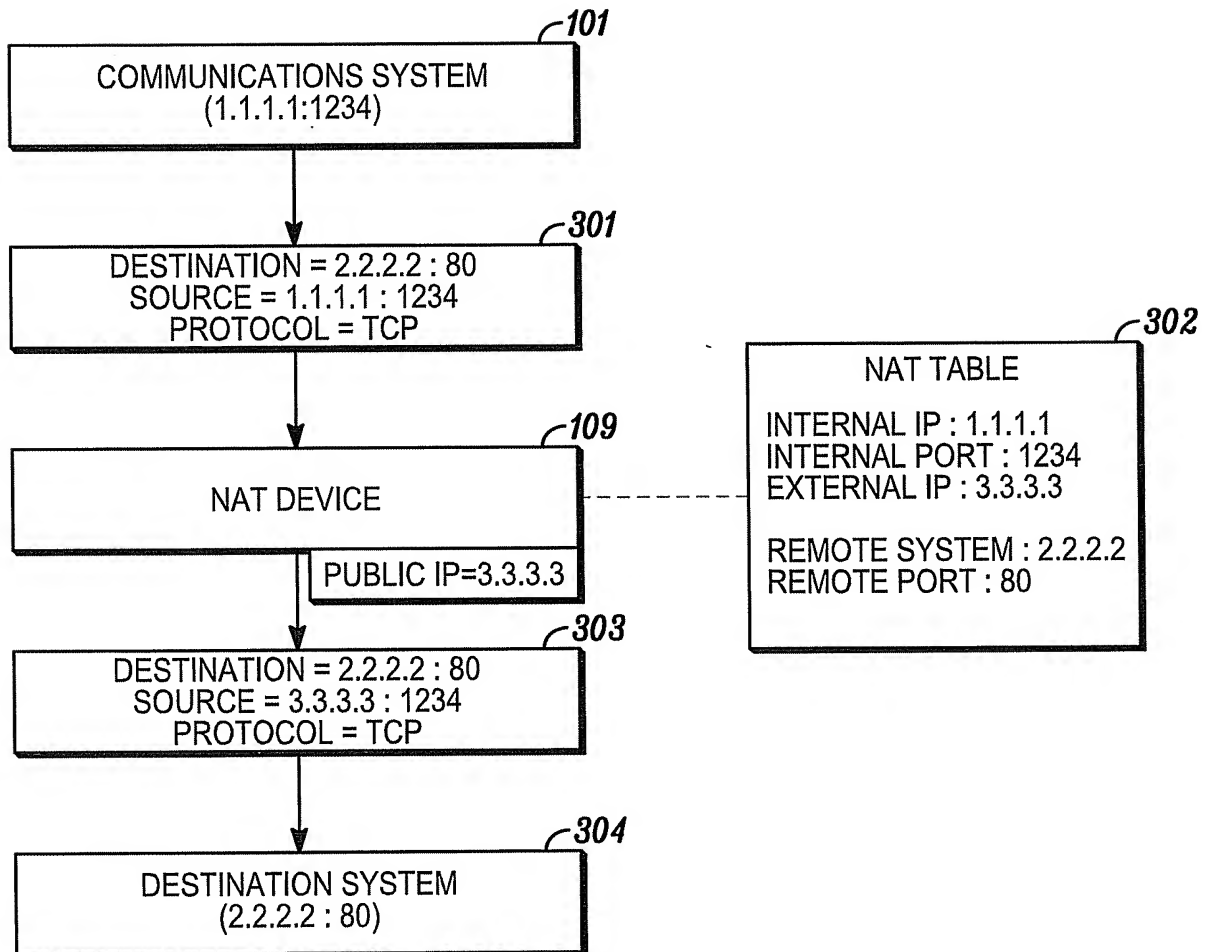 101
COMMUNICATIONS SYSTEM
(1.1.1.1:1234)
301
DESTINATION = 2.2.2.2 : 80
SOURCE = 1.1.1.1 : 1234
PROTOCOL = TCP
109
NAT DEVICE
PUBLIC IP=3.3.3.3
302
NAT TABLE
INTERNAL IP : 1.1.1.1
INTERNAL PORT : 1234
EXTERNAL IP : 3.3.3.3
REMOTE SYSTEM : 2.2.2.2
REMOTE PORT : 80
303
DESTINATION = 2.2.2.2 : 80
SOURCE = 3.3.3.3 : 1234
PROTOCOL = TCP
304
DESTINATION SYSTEM
(2.2.2.2 : 80)